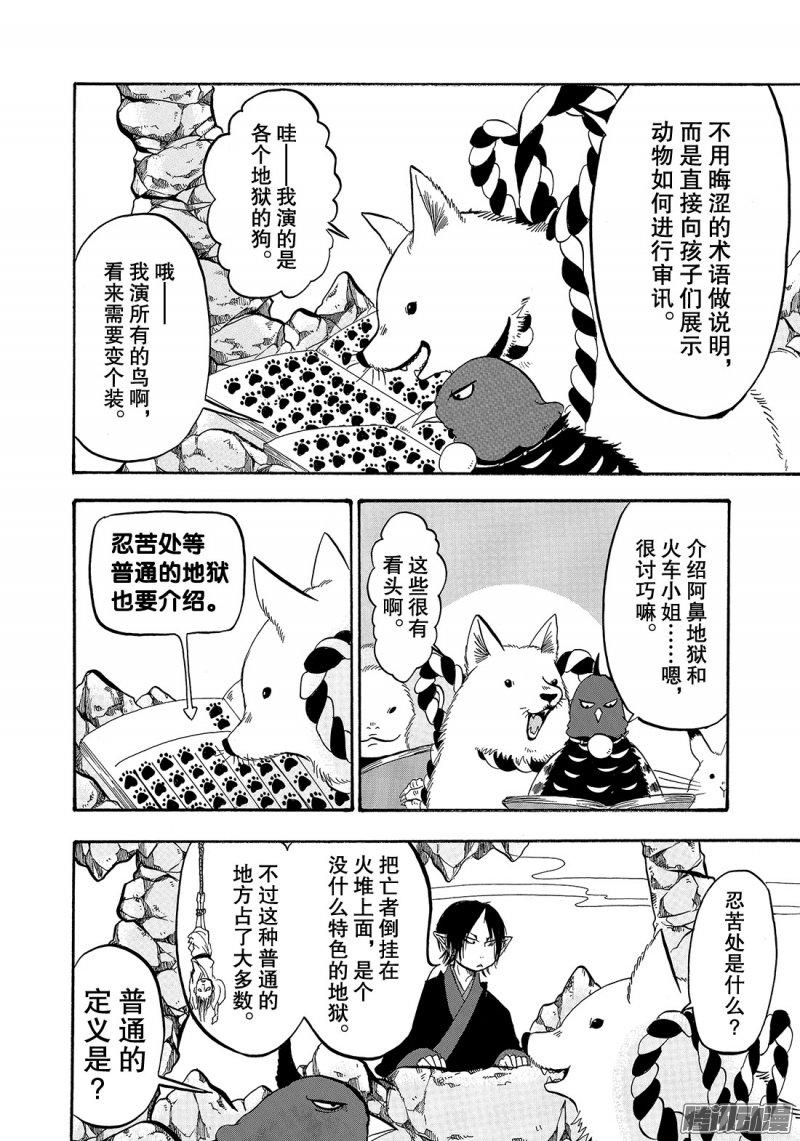 不用晦涩的术语做说明，
而是直接向孩子们展示
动物如何进行审讯。
哇——我演的是
各个地狱的狗。
哦——
我演所有的鸟啊，
看来需要变个装。
介绍阿鼻地狱和
火车小姐……嗯，
很讨巧嘛。
这些很有
看头啊。
忍苦处等
普通的地狱
也要介绍。
忍苦处是什么？
把亡者倒挂在
火堆上面，是个
没什么特色的地狱。
不过这种普通的
地方占了大多数。
普通的
定义是？
腾讯动漫